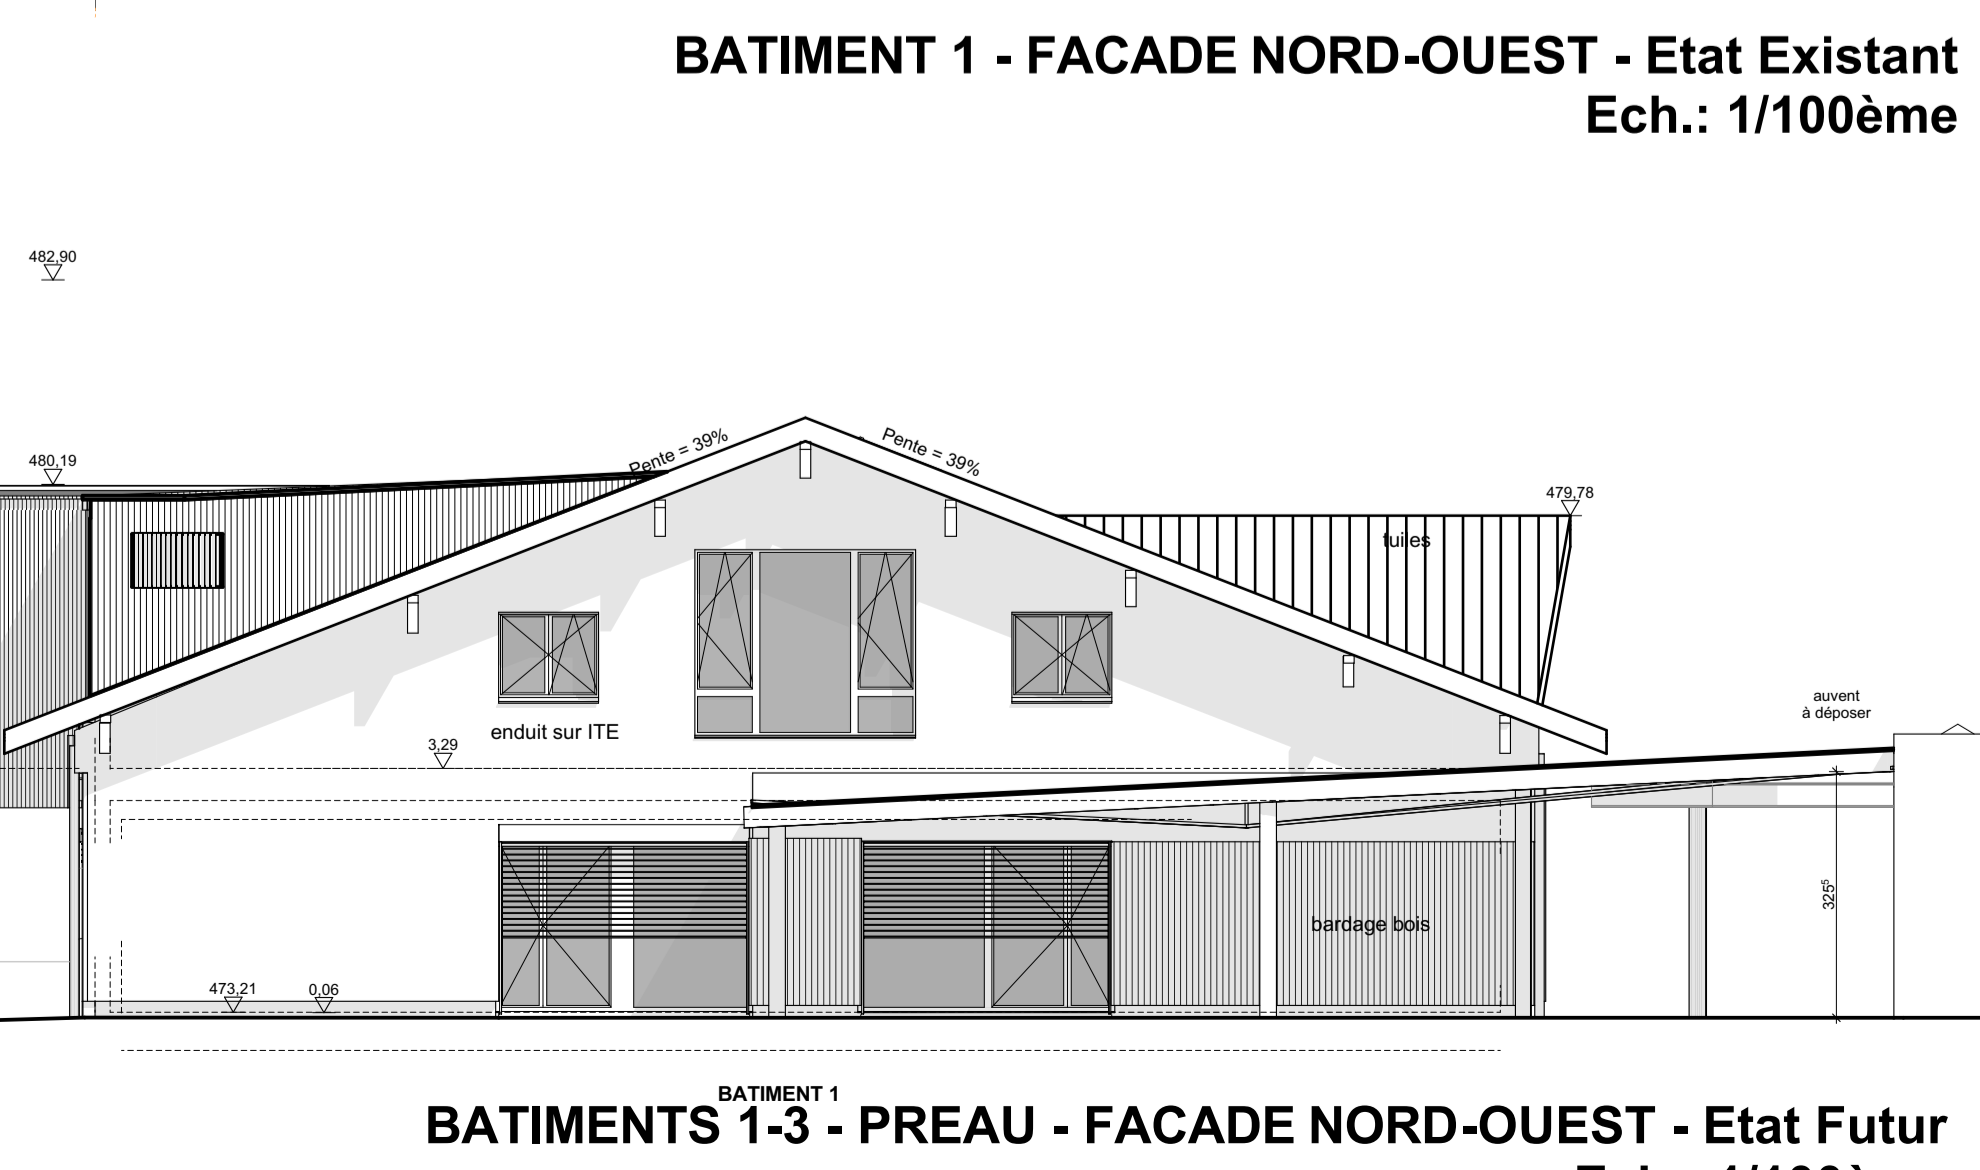 BATIMENT 1 - FACADE NORD-OUEST - Etat Existant
Ech.: 1/100ème
482,90
Pente = 39%
Pente = 39%
480,19
479,78
tuiles
auvent
à déposer
enduit sur ITE
3,29
325⁵
bardage bois
473,21
0,06
BATIMENT 1
BATIMENTS 1-3 - PREAU - FACADE NORD-OUEST - Etat Futur